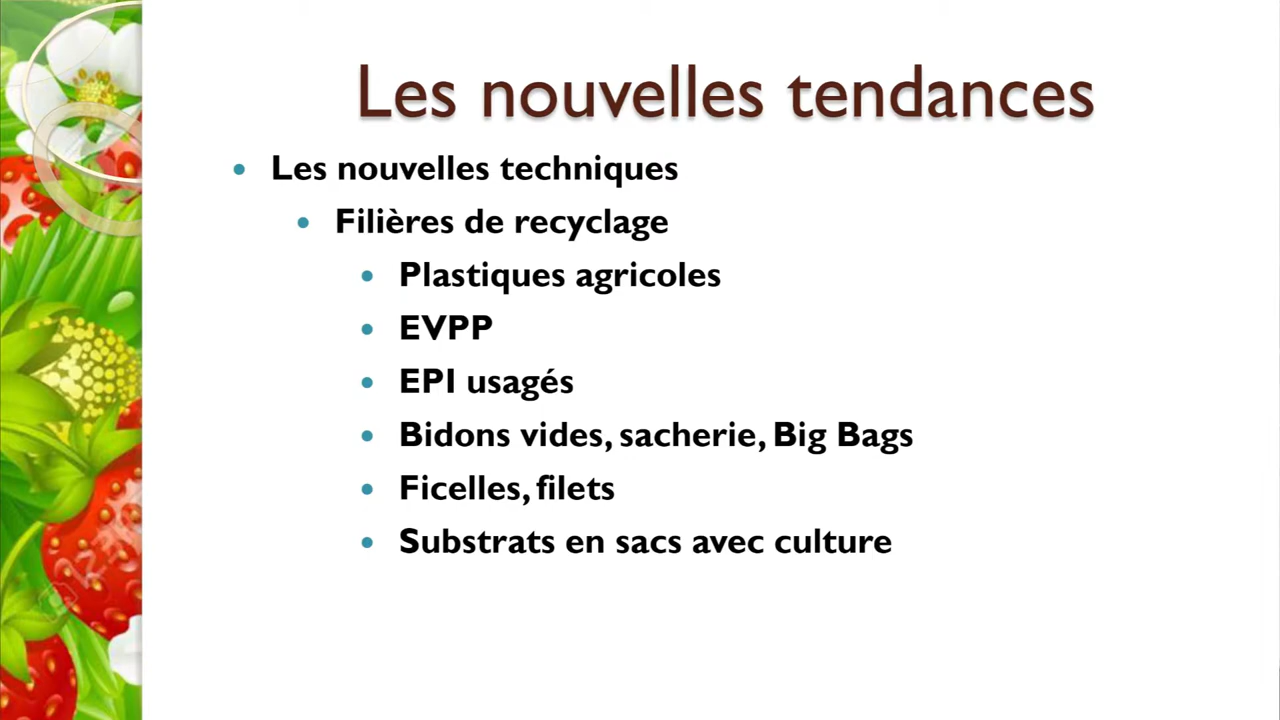 Les nouvelles tendances
Les nouvelles techniques
Filières de recyclage
Plastiques agricoles
EVPP
EPI usagés
Bidons vides, sacherie, Big Bags
Ficelles, filets
Substrats en sacs avec culture